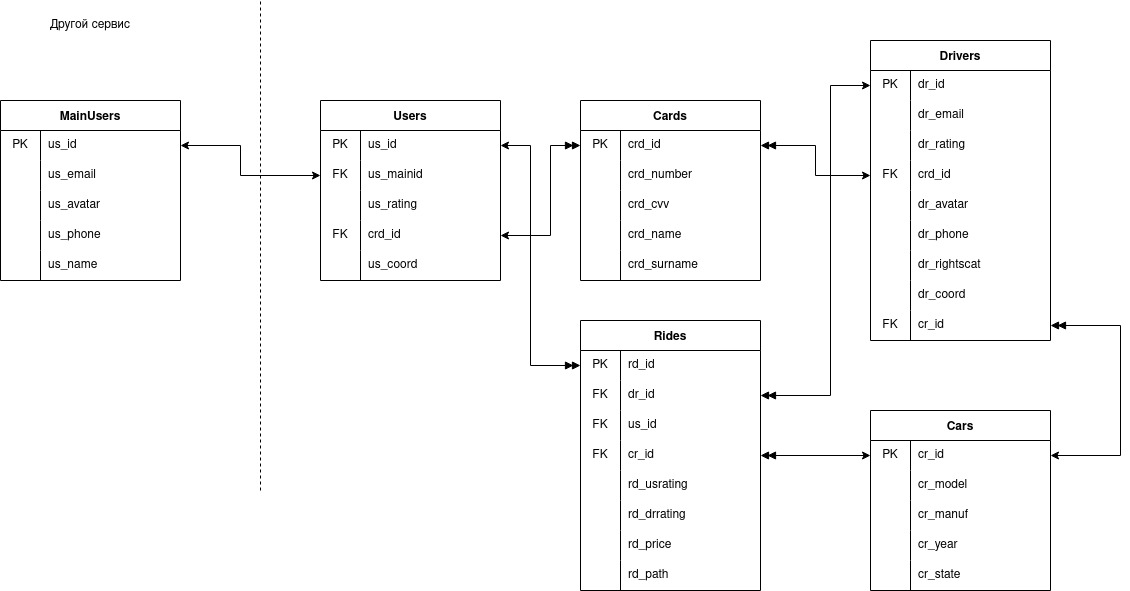 Другой сервис
MainUsers
PK us_id
us_email
us_avatar
us_phone
us_name
Users
PK us_id
FK us_mainid
us_rating
FK crd_id
us_coord
Cards
PK crd_id
crd_number
crd_cvv
crd_name
crd_surname
Drivers
PK dr_id
dr_email
dr_rating
FK crd_id
dr_avatar
dr_phone
dr_rightscat
dr_coord
FK cr_id
Rides
PK rd_id
FK dr_id
FK us_id
FK cr_id
rd_usrating
rd_drrating
rd_price
rd_path
Cars
PK cr_id
cr_model
cr_manuf
cr_year
cr_state